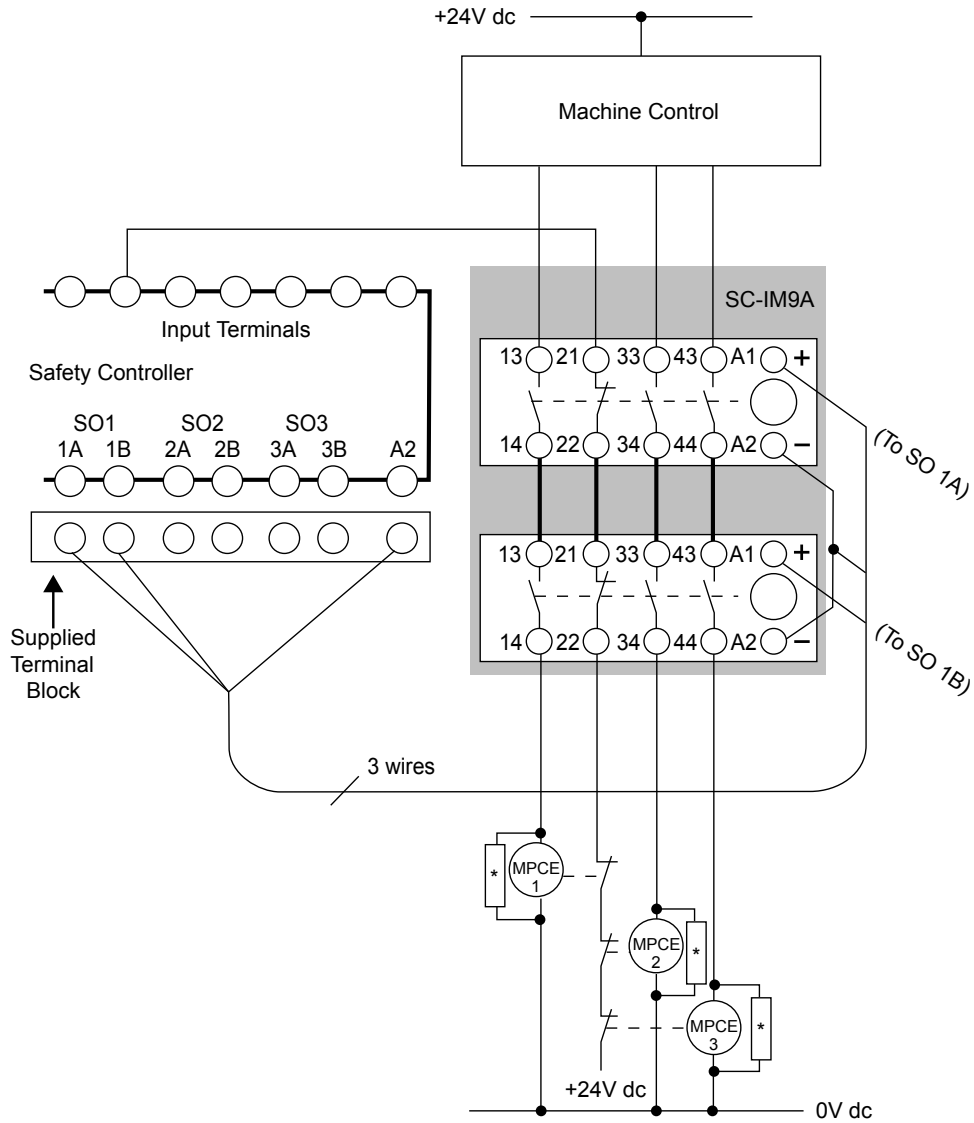 +24V dc
Machine Control
SC-IM9A
Input Terminals
13 21 33 43 A1 +
Safety Controller
SO1 SO2 SO3
1A 1B 2A 2B 3A 3B A2
14 22 34 44 A2 –
(To SO 1A)
13 21 33 43 A1 +
Supplied
Terminal
Block
14 22 34 44 A2 –
(To SO 1B)
3 wires
*
MPCE
1
MPCE
2
*
MPCE
3
*
+24V dc
0V dc